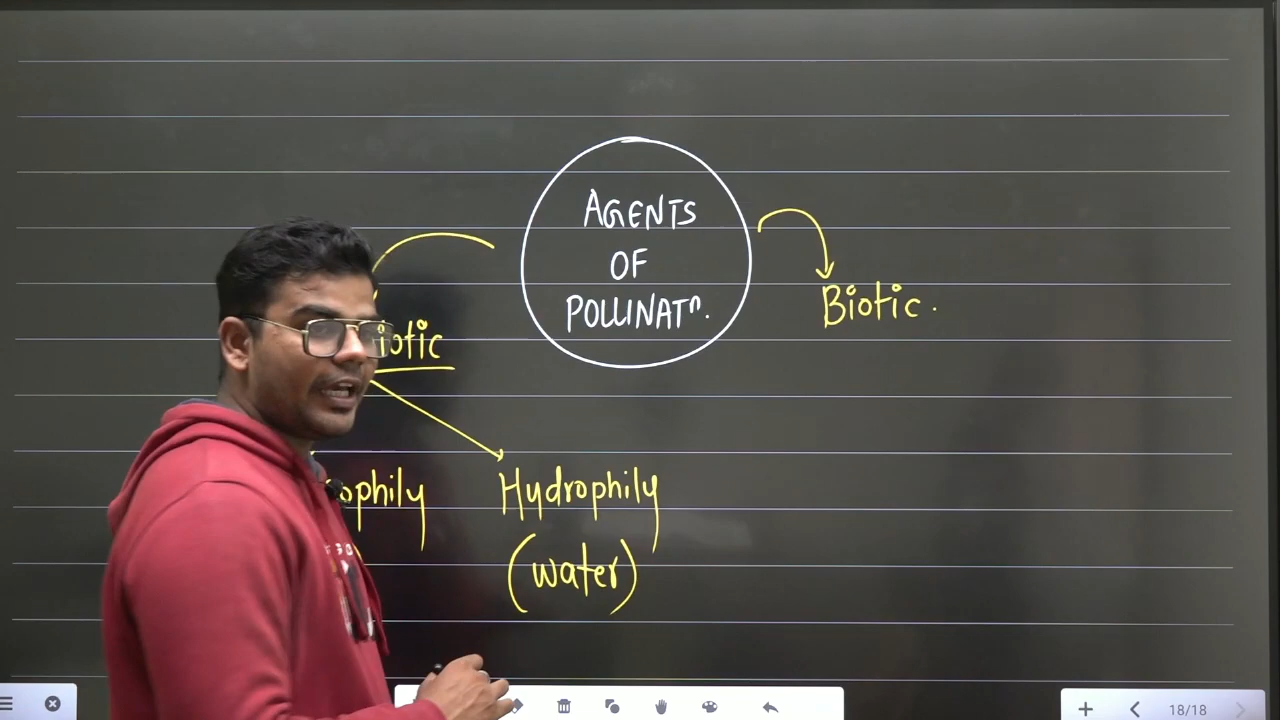 AGENTS
OF
POLLINATⁿ.
Biotic.
iotic
ophily
Hydrophily
(water)
18/18